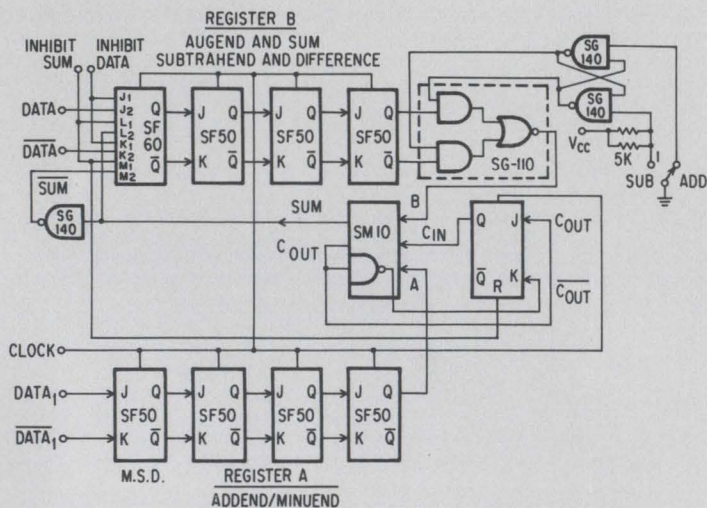 REGISTER B
AUGEND AND SUM
SUBTRAHEND AND DIFFERENCE
INHIBIT SUM
INHIBIT DATA
DATA
DATA
SUM
J1
J2
L1
L2
K1
K2
M1
M2
Q
SF 60
Q
J Q
SF50
K Q
J Q
SF50
K Q
J Q
SF50
K Q
SG-110
SG 140
SG 140
VCC
5K
1
SUB
ADD
SG 140
SUM
COUT
SM10
B
CIN
A
Q J
Q K
R
COUT
COUT
CLOCK
DATA1
DATA1
J Q
SF50
K Q
J Q
SF50
K Q
J Q
SF50
K Q
J Q
SF50
K Q
M.S.D.
REGISTER A
ADDEND/MINUEND